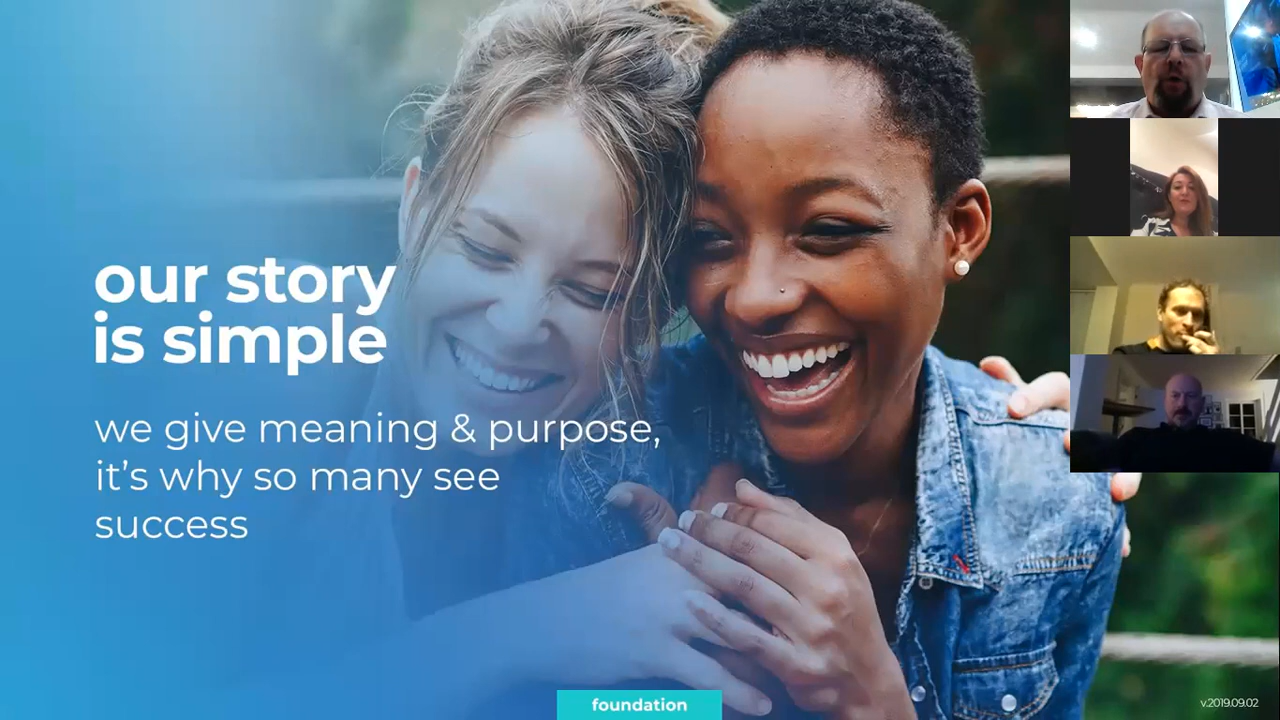 our story
is simple
we give meaning & purpose,
it's why so many see
success
foundation
v.2019.09.02